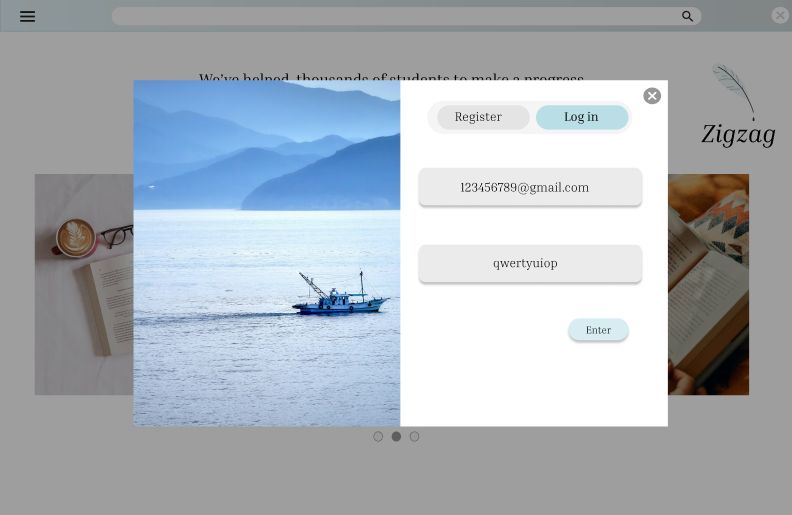 We've helped thousands of students to make a progress
Register
Log in
Zigzag
123456789@gmail.com
qwertyuiop
Enter